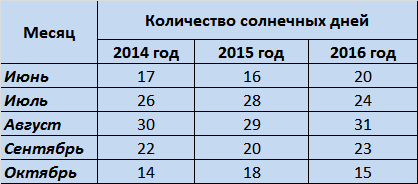 Месяц Количество солнечных дней
2014 год 2015 год 2016 год
Июнь 17 16 20
Июль 26 28 24
Август 30 29 31
Сентябрь 22 20 23
Октябрь 14 18 15